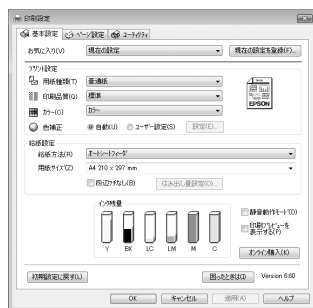 印刷設定
基本設定 ページ設定 ユーティリティ
お気に入り(V) 現在の設定 現在の設定を登録(F)...
プリント設定
用紙種類(T) 普通紙
印刷品質(Q) 標準
カラー(C) カラー
EPSON
色補正 自動(U) ユーザー設定(S) 設定(E)...
給紙設定
給紙方法(R) オートシートフィーダ
用紙サイズ(Z) A4 210 x 297 mm
四辺フチなし(B) はみ出し量設定(O)...
インク残量
Y BK LC LM M C
静音動作モード(D)
印刷プレビューを
表示する(P)
オンライン購入(K)
初期設定に戻す(L) 困ったときは(J) Version 6.60
OK キャンセル 適用(A) ヘルプ